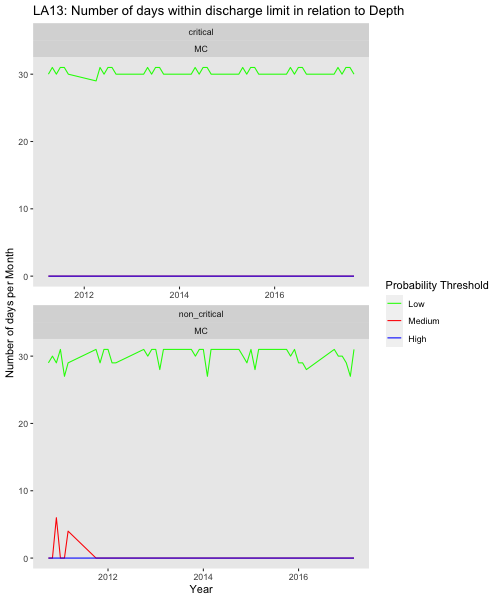 LA13: Number of days within discharge limit in relation to Depth
critical
MC
30
20
10
0
2012 2014 2016
Number of days per Month
non_critical
MC
30
20
10
0
2012 2014 2016
Year
Probability Threshold
Low
Medium
High